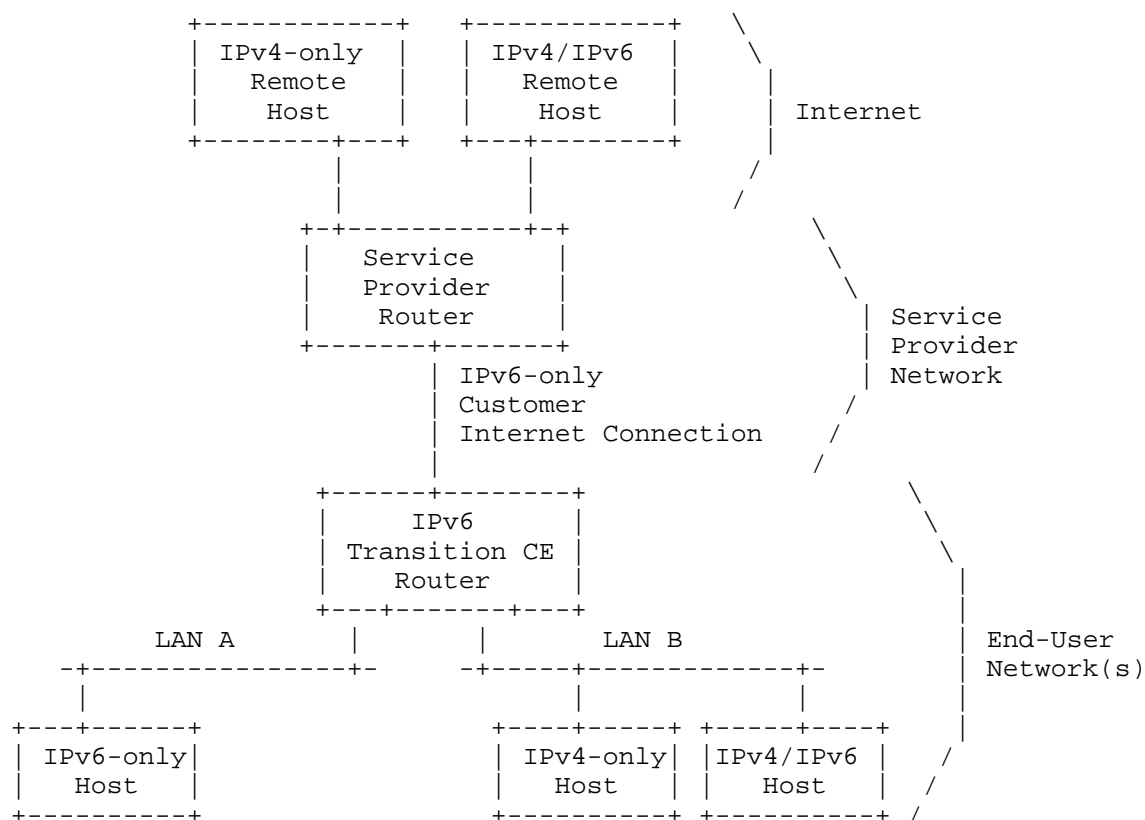 IPv4-only IPv4/IPv6
Remote Remote
Host Host Internet
Service
Provider
Router Service
Provider
IPv6-only Network
Customer
Internet Connection
IPv6
Transition CE
Router
LAN A LAN B End-User
Network(s)
IPv6-only IPv4-only IPv4/IPv6
Host Host Host